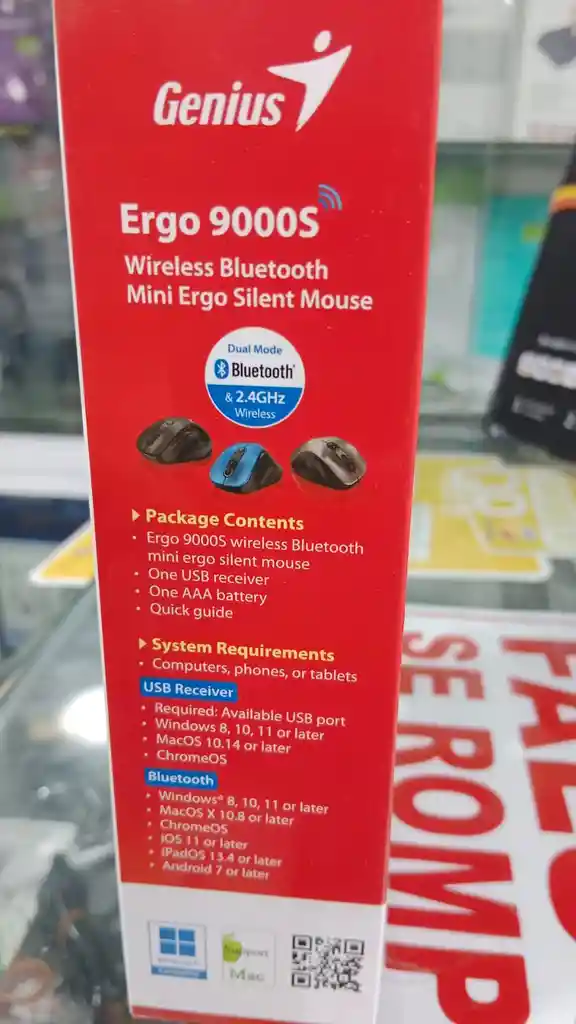 Genius
Ergo 9000S
Wireless Bluetooth
Mini Ergo Silent Mouse
Dual Mode
Bluetooth®
& 2.4GHz
Wireless
Package Contents
• Ergo 9000S wireless Bluetooth
mini ergo silent mouse
• One USB receiver
• One AAA battery
• Quick guide
System Requirements
• Computers, phones, or tablets
USB Receiver
• Required: Available USB port
• Windows 8, 10, 11 or later
• MacOS 10.14 or later
• ChromeOS
Bluetooth
• Windows® 8, 10, 11 or later
• MacOS X 10.8 or later
• ChromeOS
• iOS 11 or later
• iPadOS 13.4 or later
• Android 7 or later
Support
Mac
SE ROMP